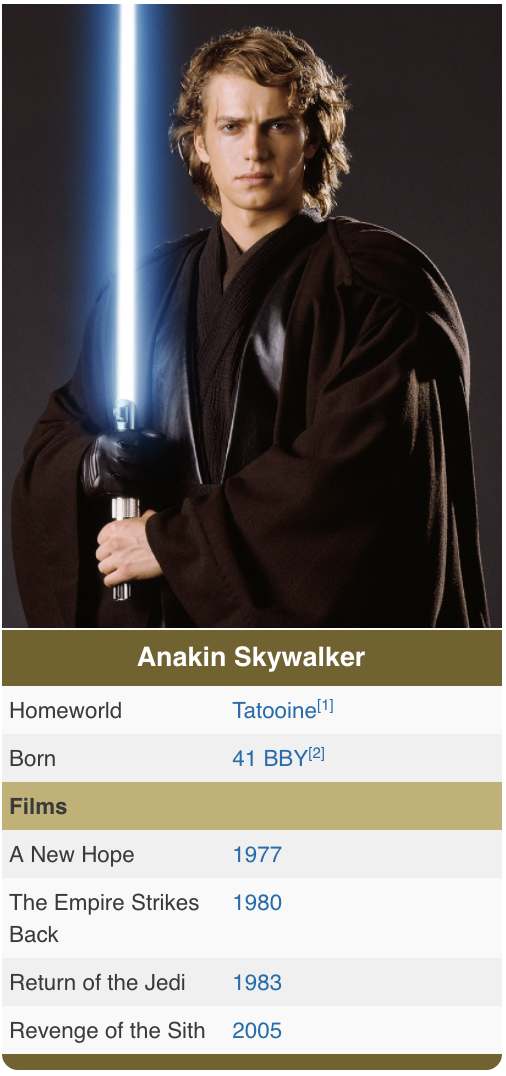 Anakin Skywalker
Homeworld Tatooine[1]
Born 41 BBY[2]
Films
A New Hope 1977
The Empire Strikes 1980
Back
Return of the Jedi 1983
Revenge of the Sith 2005